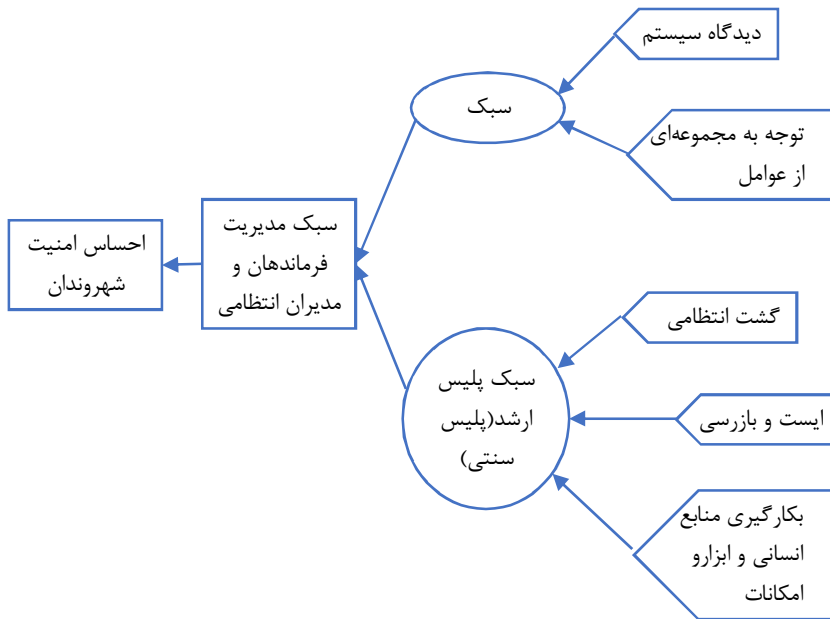 دیدگاه سیستم
سبک
توجه به مجموعه‌ای
از عوامل
سبک مدیریت
فرماندهان و
مدیران انتظامی
احساس امنیت
شهروندان
گشت انتظامی
سبک پلیس
ارشد(پلیس
سنتی)
ایست و بازرسی
بکارگیری منابع
انسانی و ابزارو
امکانات